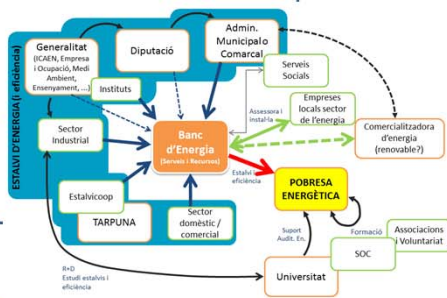 ESTALVI D'ENERGIA (i eficiència)
Generalitat
(ICAEN, Empresa
i Ocupació, Medi
Ambient,
Ensenyament, ...)
Diputació
Admin.
Municipal o
Comarcal
Serveis
Socials
Instituts
Sector
Industrial
Banc
d'Energia
(Serveis i Recursos)
Assessora i
instal·la
Empreses
locals sector
de l'energia
Comercialitzadora
d'energia
(renovable?)
Estalvi i
eficiència
POBRESA
ENERGÈTICA
Estalvicoop
TARPUNA
Sector
domèstic /
comercial
Suport
Audit. En.
Formació
Associacions
i Voluntariat
SOC
Universitat
R+D
Estudi estalvis i
eficiència